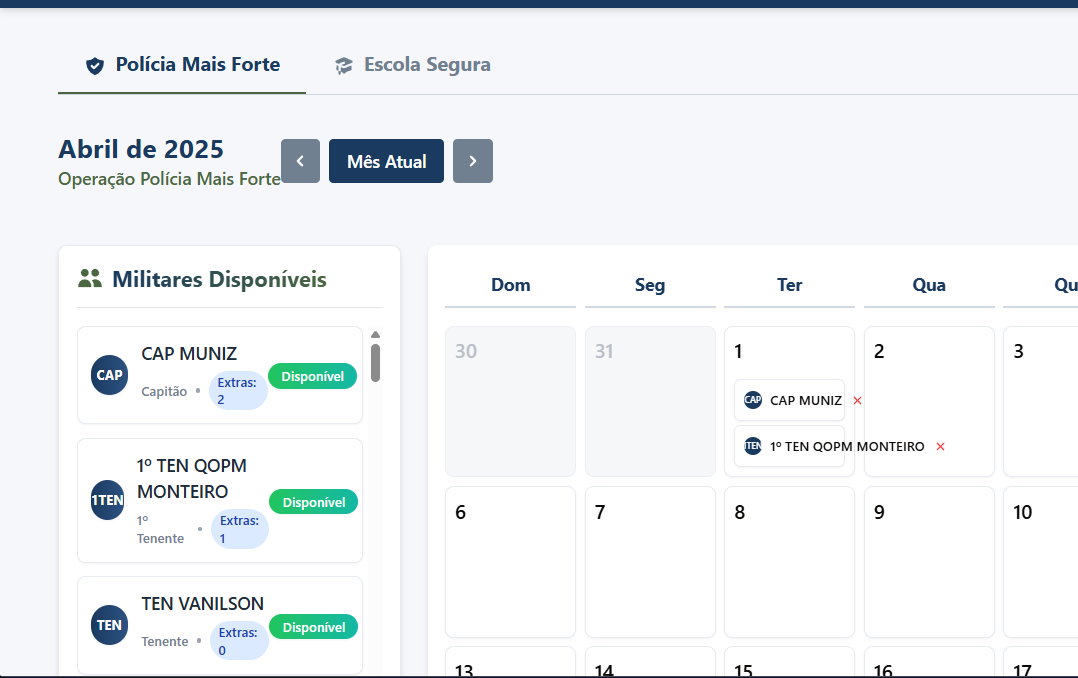 Polícia Mais Forte
Escola Segura
Abril de 2025
Operação Polícia Mais Forte
Mês Atual
Militares Disponíveis
CAP
CAP MUNIZ
Capitão •
Extras:
2
Disponível
1TEN
1º TEN QOPM
MONTEIRO
1º
Tenente •
Extras:
1
Disponível
TEN
TEN VANILSON
Tenente •
Extras:
0
Disponível
Dom Seg Ter Qua Qu
30 31 1 2 3
CAP CAP MUNIZ ×
1TEN 1º TEN QOPM MONTEIRO ×
6 7 8 9 10
13 14 15 16 17